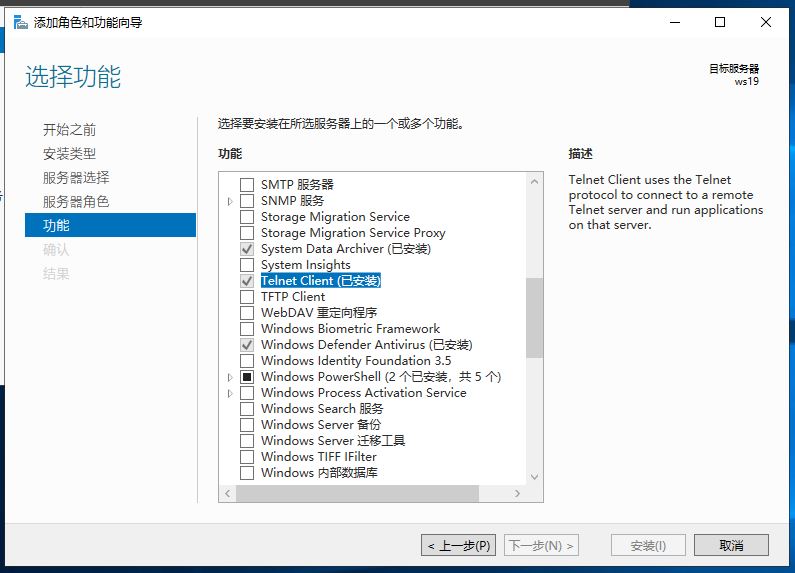 添加角色和功能向导
选择功能
目标服务器
ws19
开始之前
安装类型
服务器选择
服务器角色
功能
确认
结果
选择要安装在所选服务器上的一个或多个功能。
功能
SMTP 服务器
SNMP 服务
Storage Migration Service
Storage Migration Service Proxy
System Data Archiver (已安装)
System Insights
Telnet Client (已安装)
TFTP Client
WebDAV 重定向程序
Windows Biometric Framework
Windows Defender Antivirus (已安装)
Windows Identity Foundation 3.5
Windows PowerShell (2 个已安装，共 5 个)
Windows Process Activation Service
Windows Search 服务
Windows Server 备份
Windows Server 迁移工具
Windows TIFF IFilter
Windows 内部数据库
描述
Telnet Client uses the Telnet
protocol to connect to a remote
Telnet server and run applications
on that server.
< 上一步(P)
下一步(N) >
安装(I)
取消